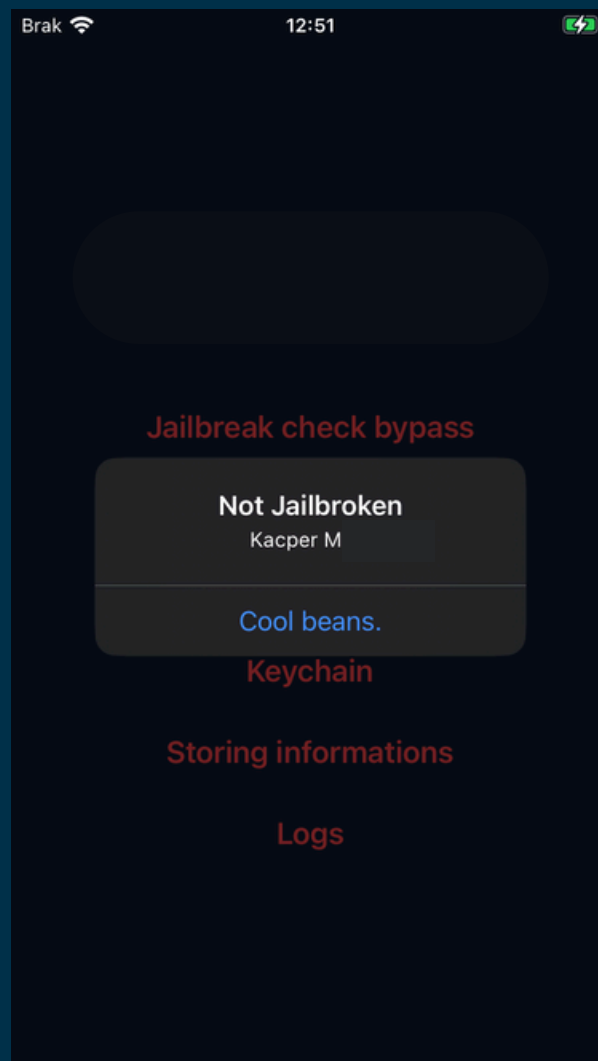 Brak 12:51
Jailbreak check bypass
Not Jailbroken
Kacper M
Cool beans.
Keychain
Storing informations
Logs